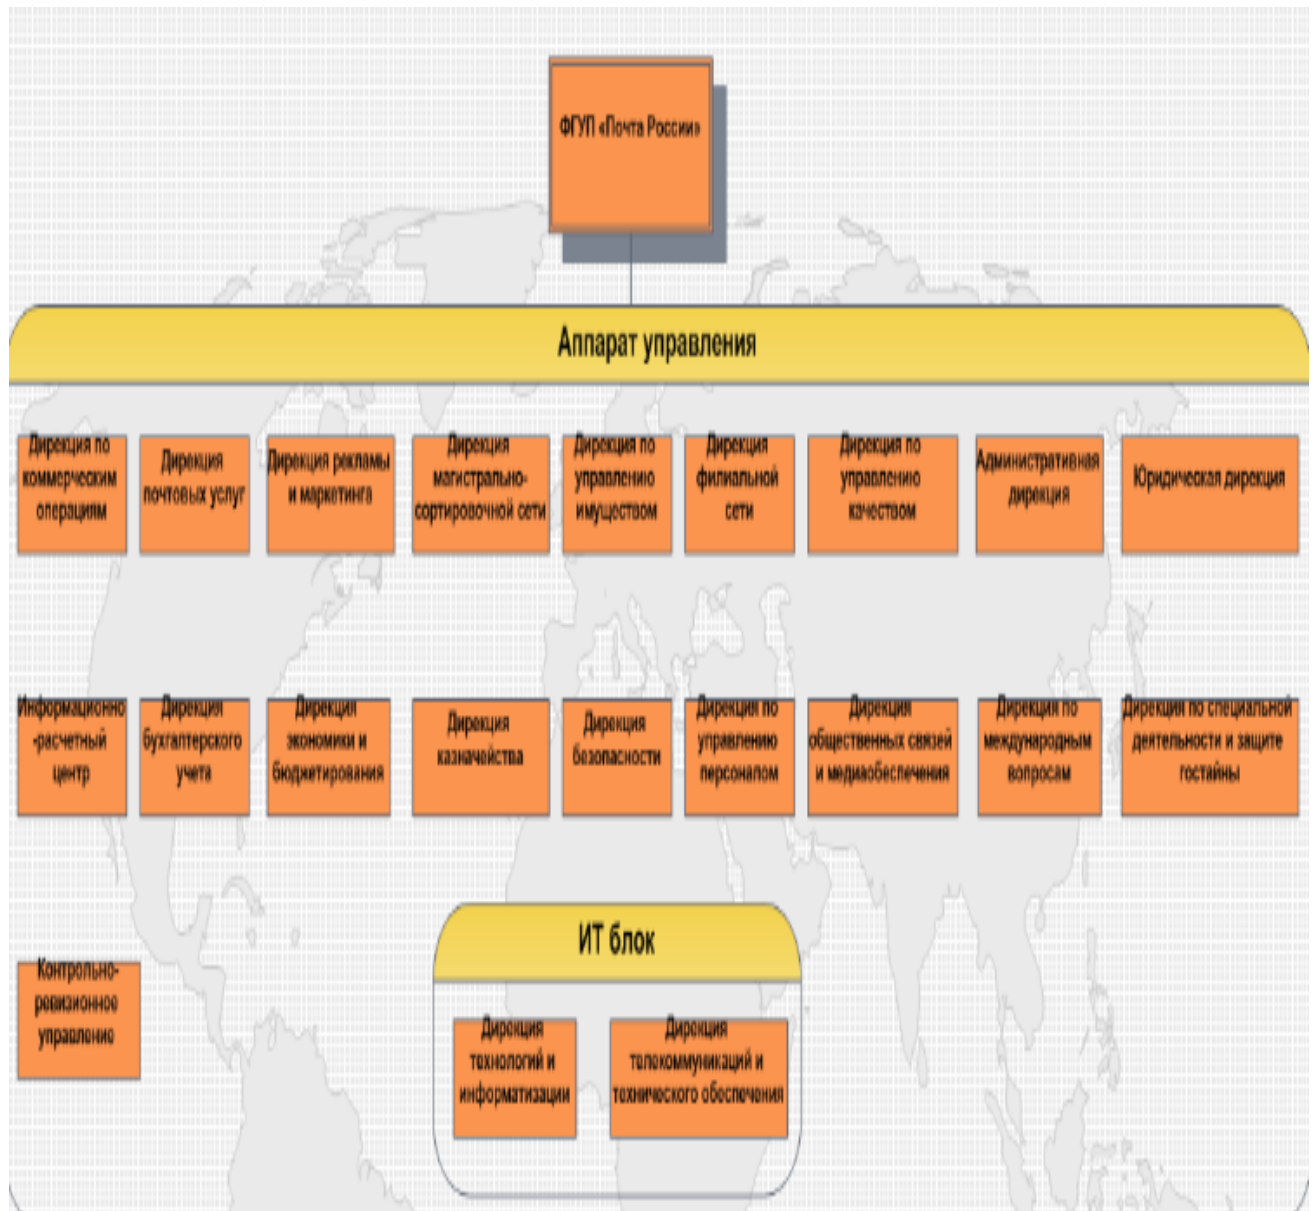 ФГУП «Почта России»
Аппарат управления
Дирекция по
коммерческим
операциям
Дирекция
почтовых услуг
Дирекция рекламы
и маркетинга
Дирекция
магистрально-
сортировочной сети
Дирекция по
управлению
имуществом
Дирекция
филиальной
сети
Дирекция по
управлению
качеством
Административная
дирекция
Юридическая дирекция
Информационно
-расчетный
центр
Дирекция
бухгалтерского
учета
Дирекция
экономики и
бюджетирования
Дирекция
казначейства
Дирекция
безопасности
Дирекция по
управлению
персоналом
Дирекция
общественных связей
и медиаобеспечения
Дирекция по
международным
вопросам
Дирекция по специальной
деятельности и защите
гостайны
Контрольно-
ревизионное
управление
ИТ блок
Дирекция
технологий и
информатизации
Дирекция
телекоммуникаций и
технического обеспечения